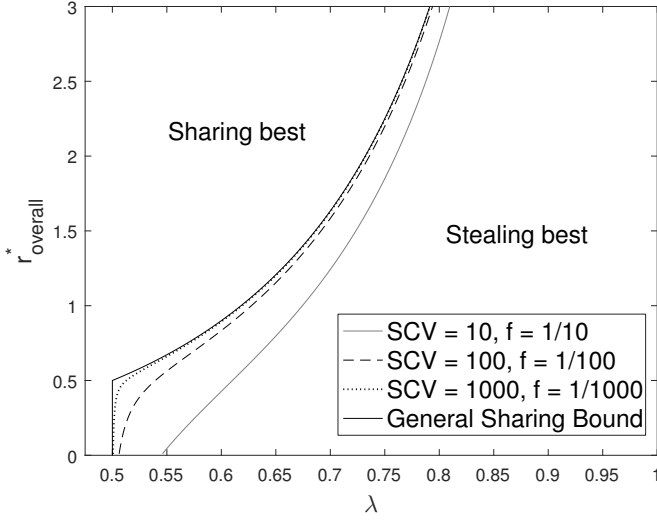 3
2.5
2
1.5
1
0.5
0
r*overall
Sharing best
Stealing best
SCV = 10, f = 1/10
SCV = 100, f = 1/100
SCV = 1000, f = 1/1000
General Sharing Bound
0.5 0.55 0.6 0.65 0.7 0.75 0.8 0.85 0.9 0.95 1
λ